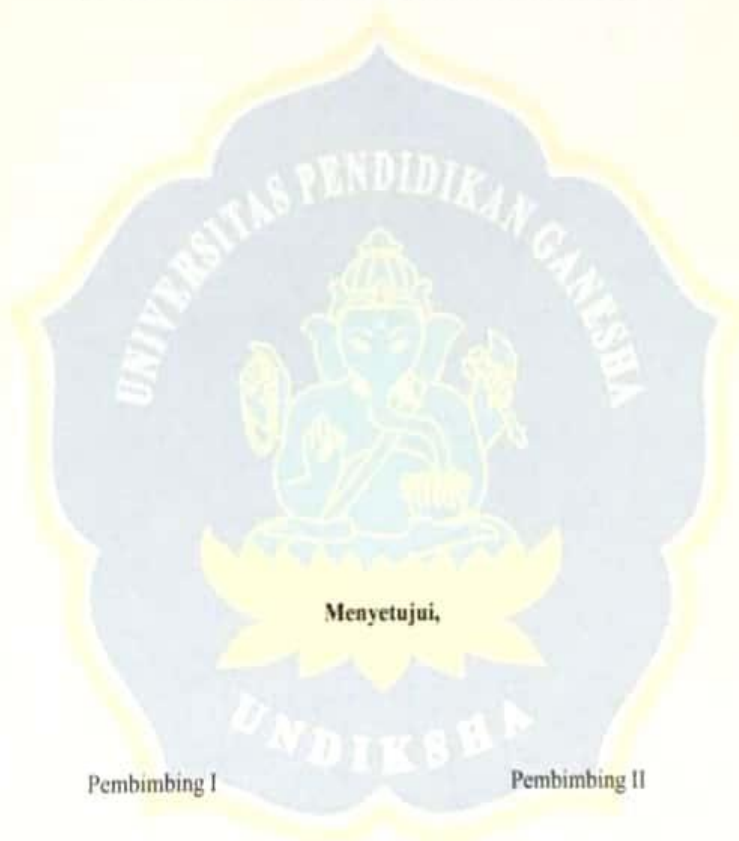 UNIVERSITAS PENDIDIKAN GANESHA
Menyetujui,
UNDIKSHA
Pembimbing I Pembimbing II